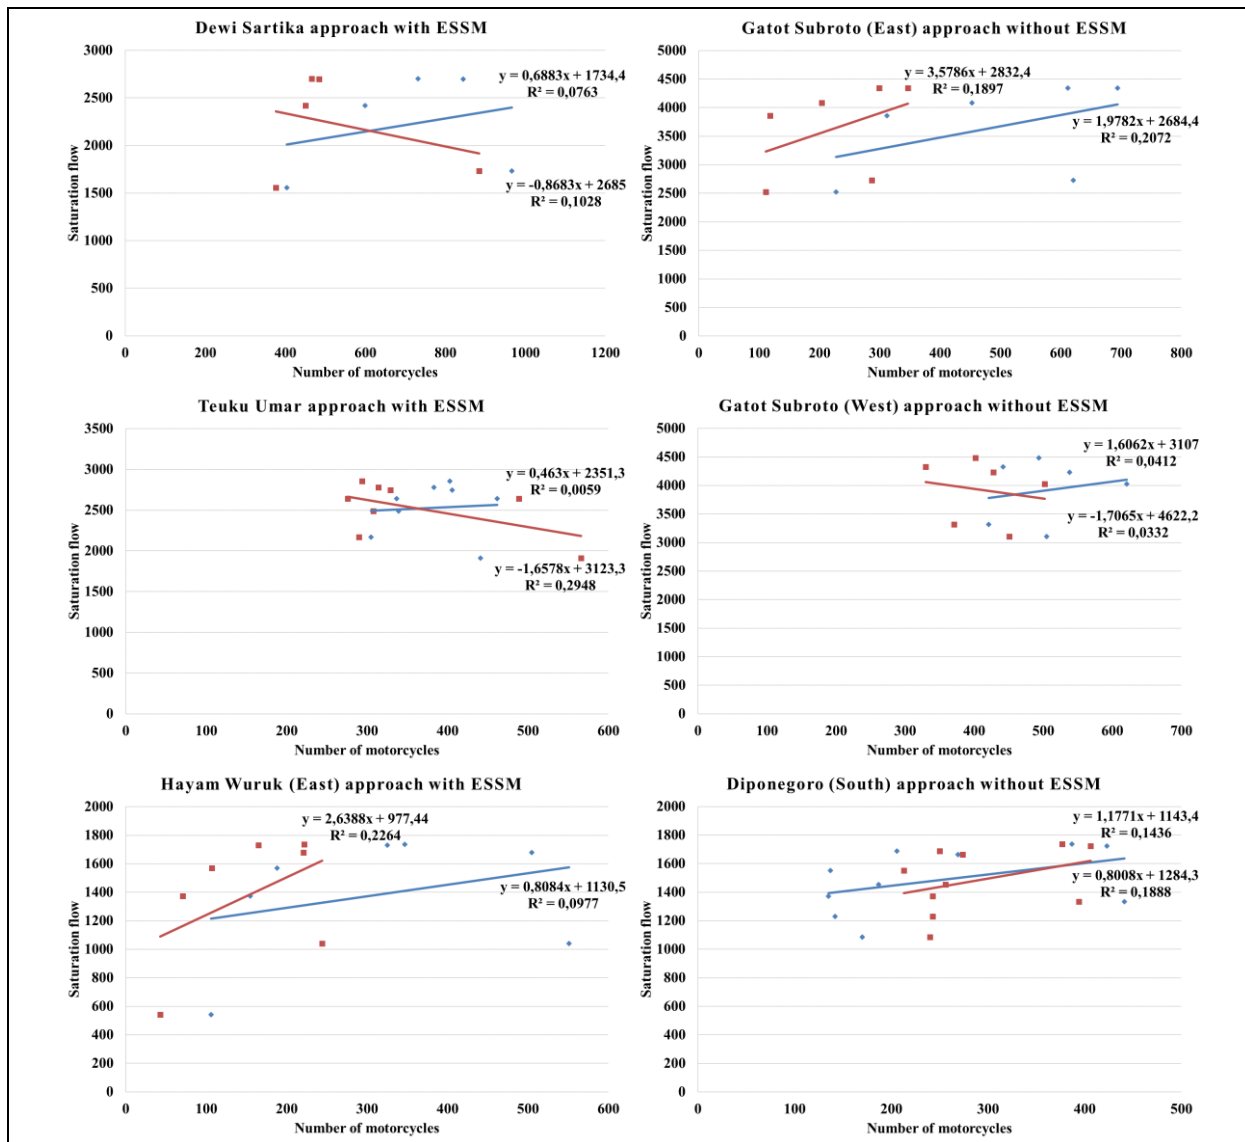 Dewi Sartika approach with ESSM
3000
2500
2000
1500
1000
500
0
0 200 400 600 800 1000 1200
Saturation flow
Number of motorcycles
y = 0,6883x + 1734,4
R² = 0,0763
y = -0,8683x + 2685
R² = 0,1028
Gatot Subroto (East) approach without ESSM
5000
4500
4000
3500
3000
2500
2000
1500
1000
500
0
0 100 200 300 400 500 600 700 800
Saturation flow
Number of motorcycles
y = 3,5786x + 2832,4
R² = 0,1897
y = 1,9782x + 2684,4
R² = 0,2072
Teuku Umar approach with ESSM
3500
3000
2500
2000
1500
1000
500
0
0 100 200 300 400 500 600
Saturation flow
Number of motorcycles
y = 0,463x + 2351,3
R² = 0,0059
y = -1,6578x + 3123,3
R² = 0,2948
Gatot Subroto (West) approach without ESSM
5000
4500
4000
3500
3000
2500
2000
1500
1000
500
0
0 100 200 300 400 500 600 700
Saturation flow
Number of motorcycles
y = 1,6062x + 3107
R² = 0,0412
y = -1,7065x + 4622,2
R² = 0,0332
Hayam Wuruk (East) approach with ESSM
2000
1800
1600
1400
1200
1000
800
600
400
200
0
0 100 200 300 400 500 600
Saturation flow
Number of motorcycles
y = 2,6388x + 977,44
R² = 0,2264
y = 0,8084x + 1130,5
R² = 0,0977
Diponegoro (South) approach without ESSM
2000
1800
1600
1400
1200
1000
800
600
400
200
0
0 100 200 300 400 500
Saturation flow
Number of motorcycles
y = 1,1771x + 1143,4
R² = 0,1436
y = 0,8008x + 1284,3
R² = 0,1888